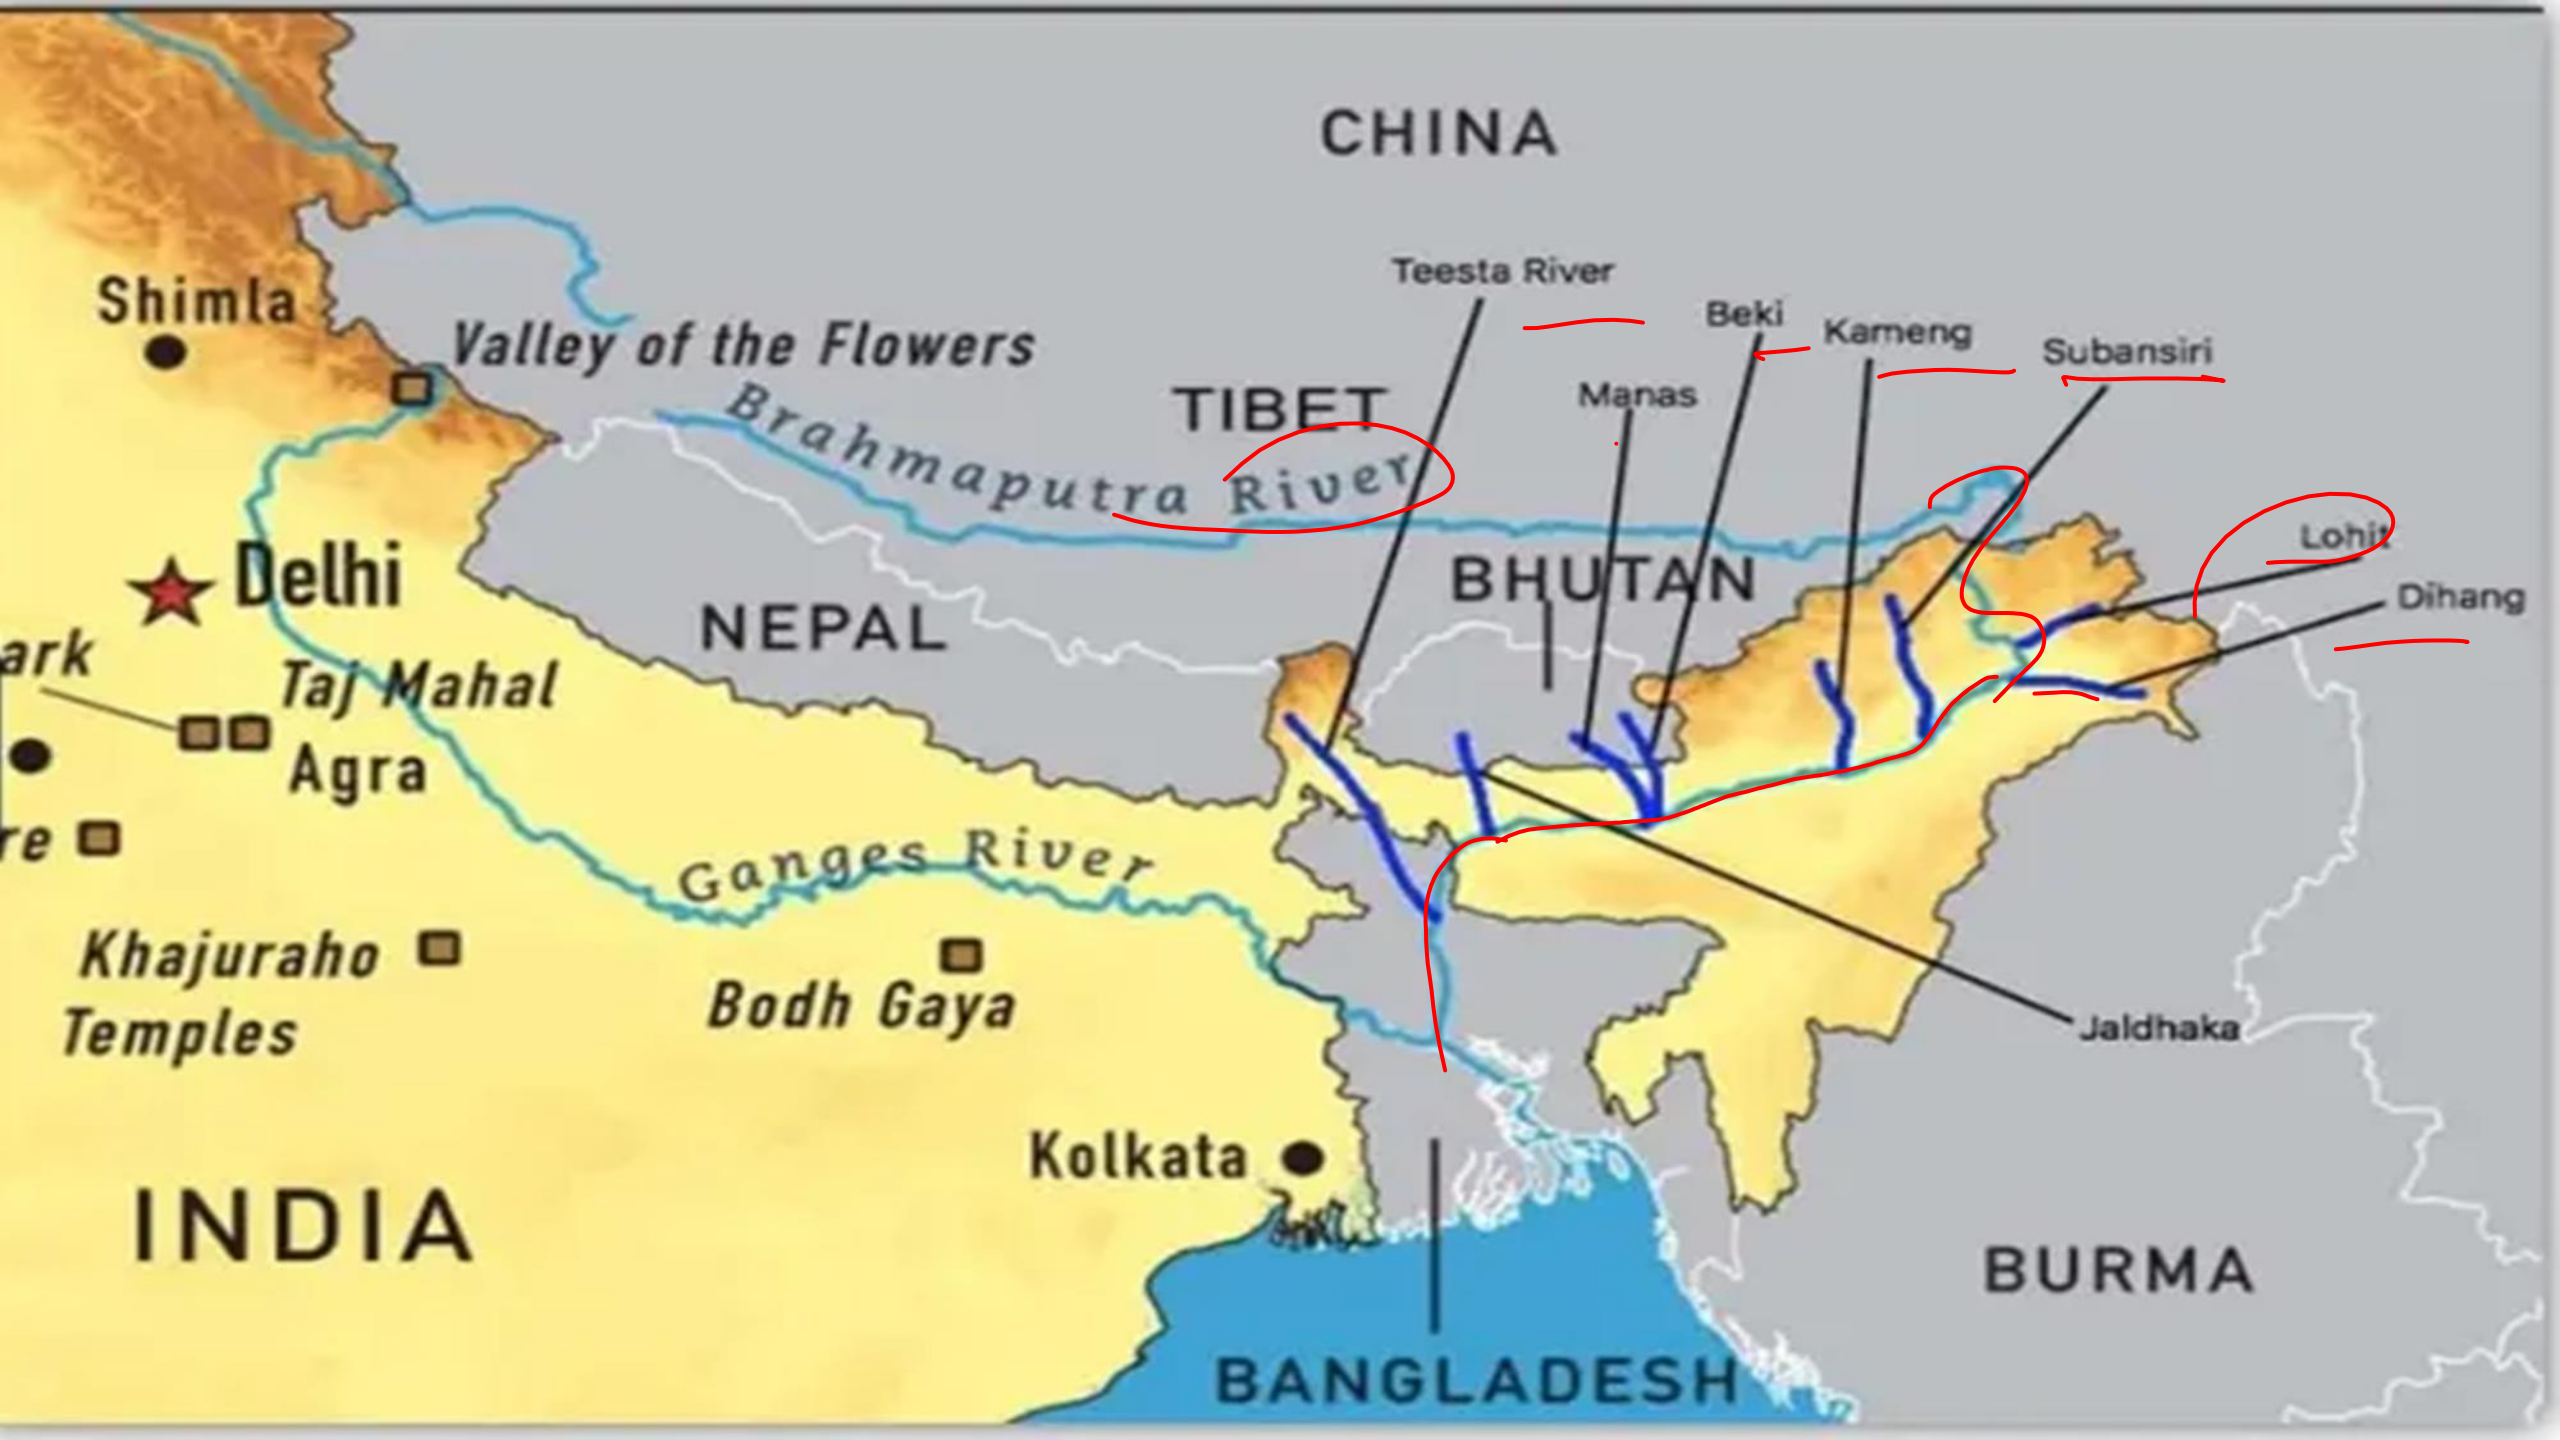 CHINA
Teesta River
Shimla
Beki
Kameng
Valley of the Flowers
Subansiri
TIBET
Manas
Brahmaputra River
Lohit
Delhi
BHUTAN
Dihang
NEPAL
ark
Taj Mahal
Agra
re
Ganges River
Khajuraho
Temples
Bodh Gaya
Jaldhaka
Kolkata
INDIA
BURMA
BANGLADESH